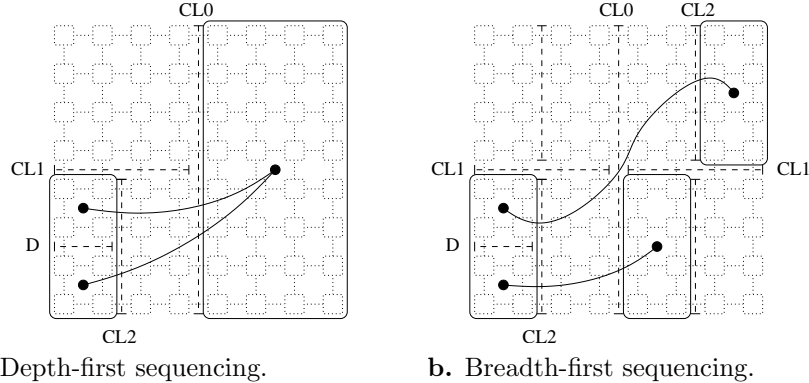 CL0
CL0
CL2
CL1
CL1
CL1
D
D
CL2
CL2
Depth-first sequencing.
b. Breadth-first sequencing.